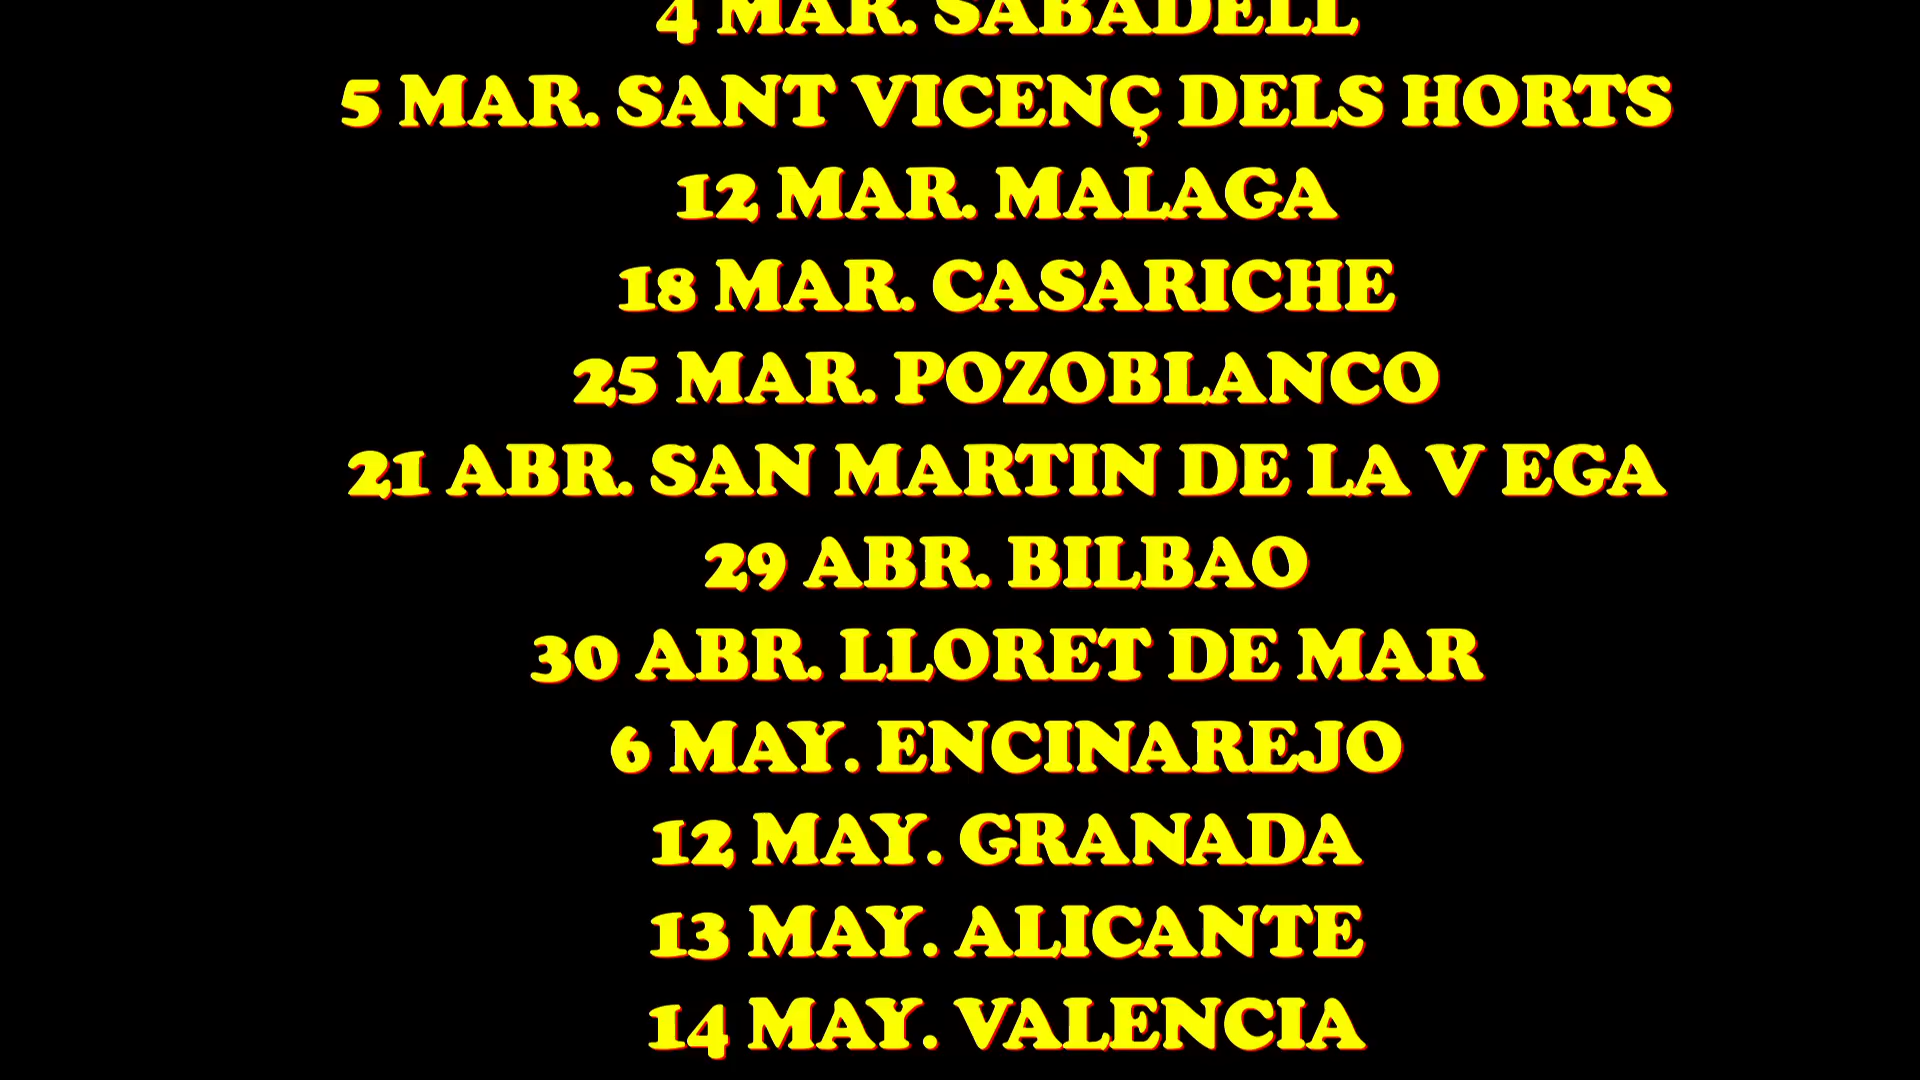 4 MAR. SABADELL
5 MAR. SANT VICENÇ DELS HORTS
12 MAR. MALAGA
18 MAR. CASARICHE
25 MAR. POZOBLANCO
21 ABR. SAN MARTIN DE LA V EGA
29 ABR. BILBAO
30 ABR. LLORET DE MAR
6 MAY. ENCINAREJO
12 MAY. GRANADA
13 MAY. ALICANTE
14 MAY. VALENCIA